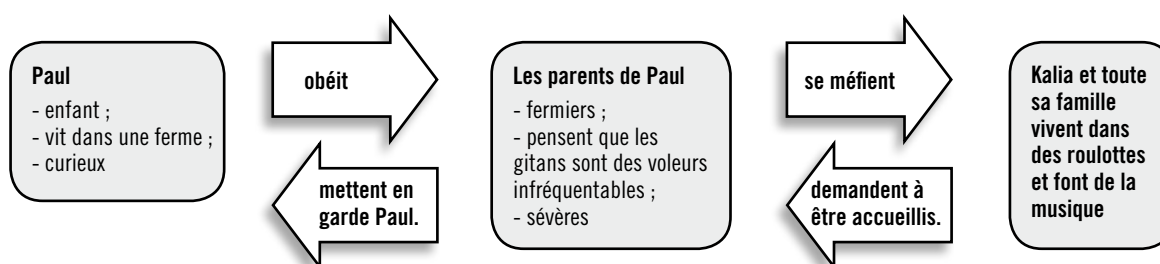 Paul
- enfant ;
- vit dans une ferme ;
- curieux
obéit
mettent en
garde Paul.
Les parents de Paul
- fermiers ;
- pensent que les
gitans sont des voleurs
infréquentables ;
- sévères
se méfient
demandent à
être accueillis.
Kalia et toute
sa famille
vivent dans
des roulottes
et font de la
musique